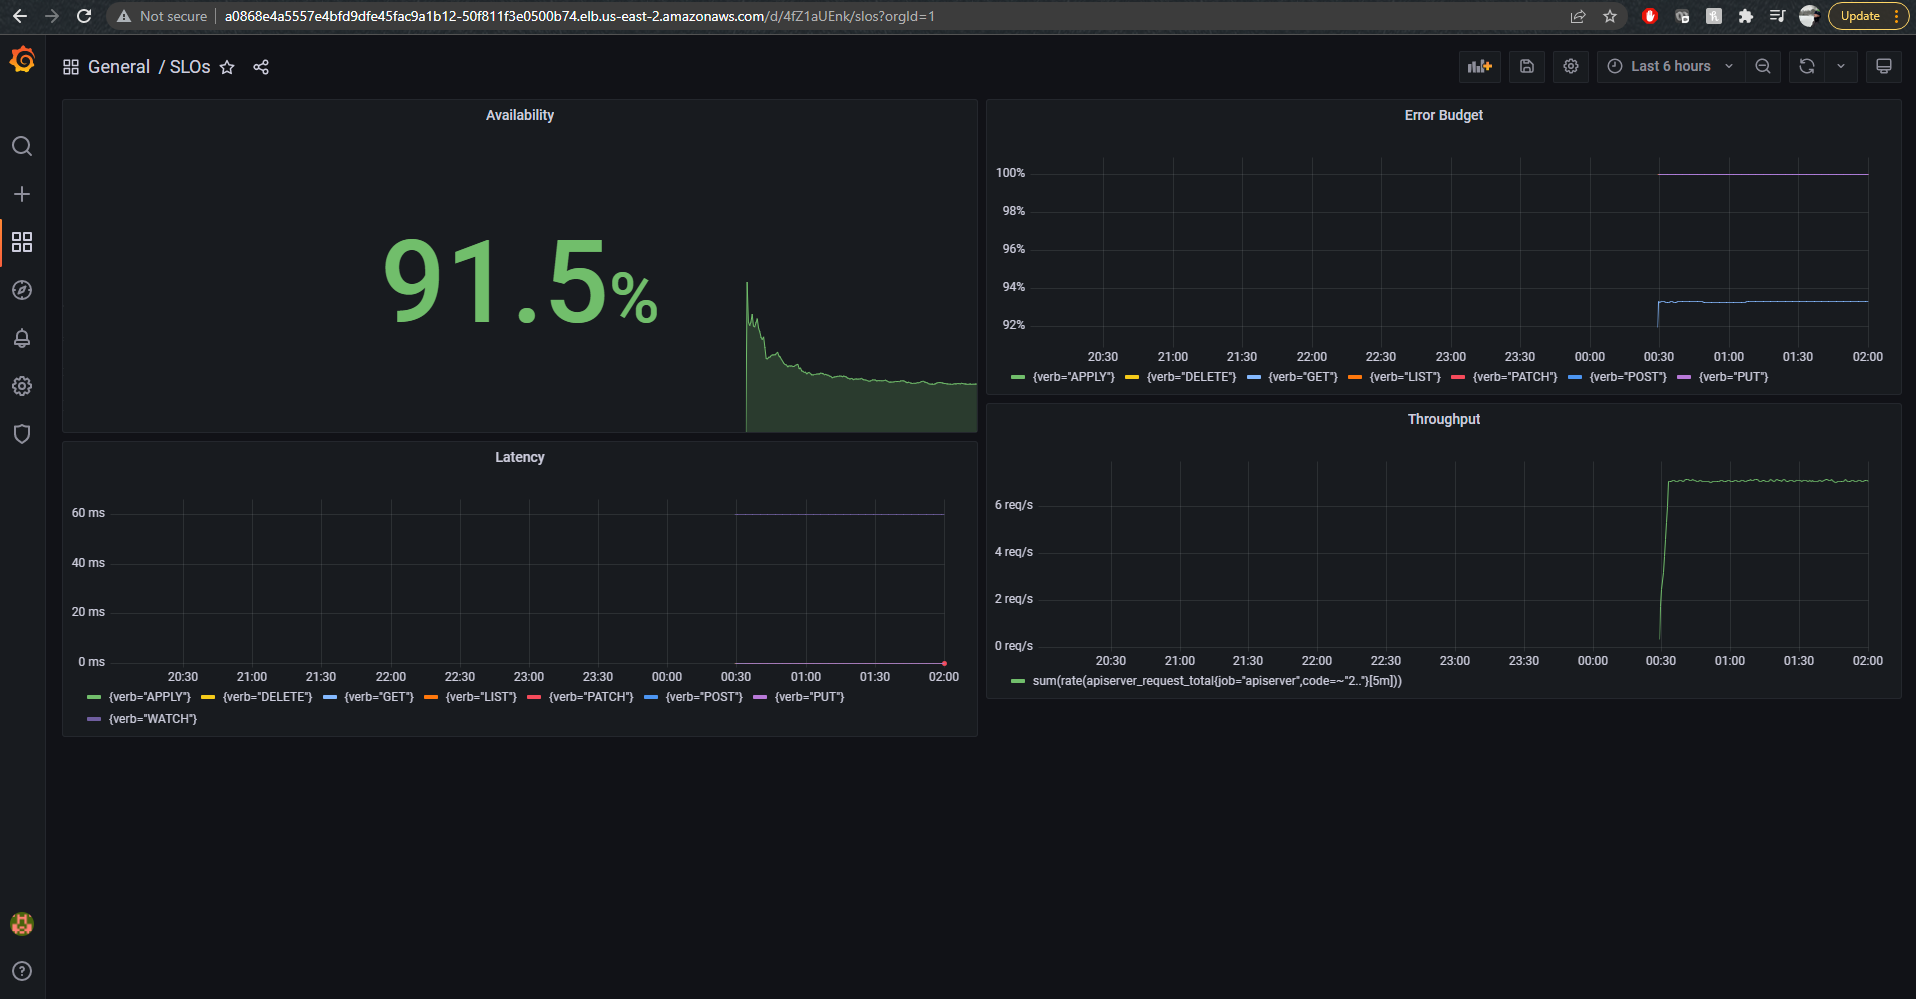 Not secure a0868e4a5557e4bfd9dfe45fac9a1b12-50f811f3e0500b74.elb.us-east-2.amazonaws.com/d/4fZ1aUEnk/slos?orgId=1 Update
General / SLOs Last 6 hours
Availability
91.5%
Error Budget
100%
98%
96%
94%
92%
20:30 21:00 21:30 22:00 22:30 23:00 23:30 00:00 00:30 01:00 01:30 02:00
{verb="APPLY"} {verb="DELETE"} {verb="GET"} {verb="LIST"} {verb="PATCH"} {verb="POST"} {verb="PUT"}
Latency
60 ms
40 ms
20 ms
0 ms
20:30 21:00 21:30 22:00 22:30 23:00 23:30 00:00 00:30 01:00 01:30 02:00
{verb="APPLY"} {verb="DELETE"} {verb="GET"} {verb="LIST"} {verb="PATCH"} {verb="POST"} {verb="PUT"}
{verb="WATCH"}
Throughput
6 req/s
4 req/s
2 req/s
0 req/s
20:30 21:00 21:30 22:00 22:30 23:00 23:30 00:00 00:30 01:00 01:30 02:00
sum(rate(apiserver_request_total{job="apiserver",code=~"2.."}[5m]))